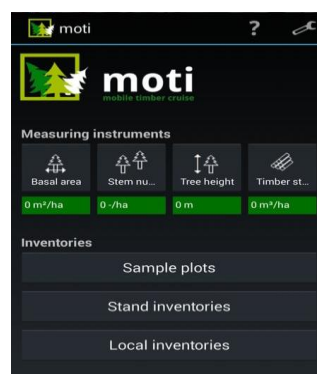 moti ?
moti
mobile timber cruise
Measuring instruments
Basal area Stem nu... Tree height Timber st...
0 m²/ha 0 -/ha 0 m 0 m³/ha
Inventories
Sample plots
Stand inventories
Local inventories